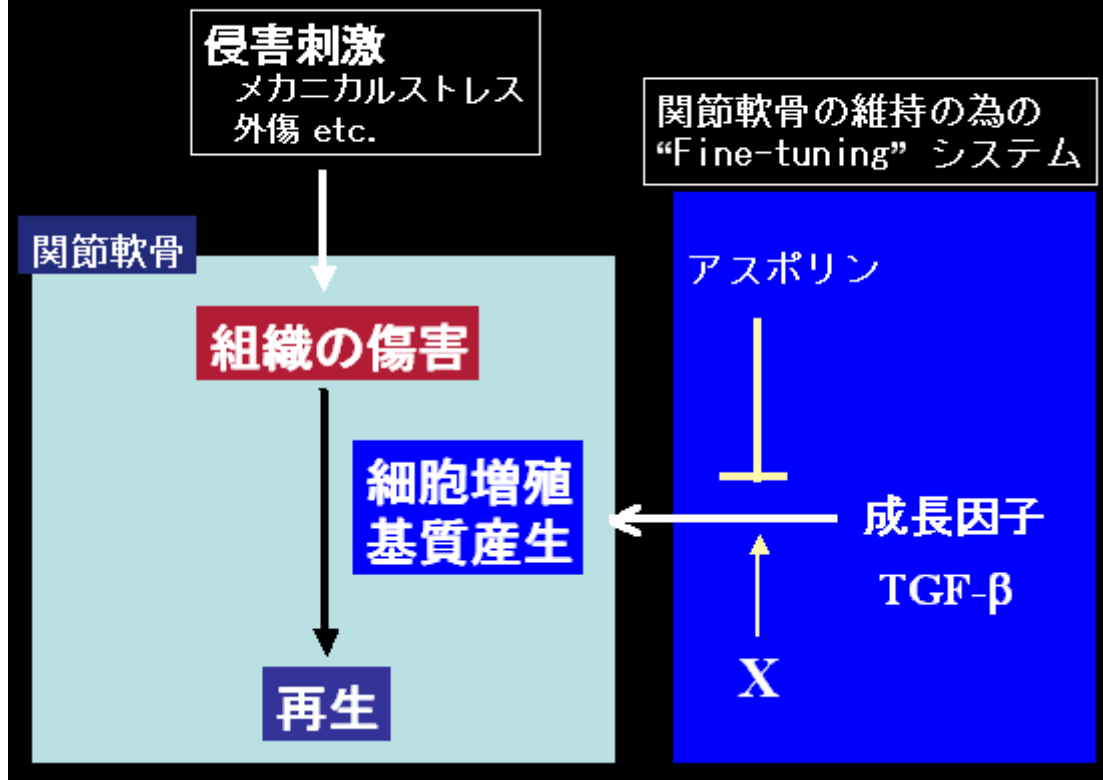 侵害刺激
メカニカルストレス
外傷 etc.
関節軟骨の維持の為の
“Fine-tuning” システム
関節軟骨
組織の傷害
細胞増殖
基質産生
再生
アスポリン
成長因子
TGF-β
X